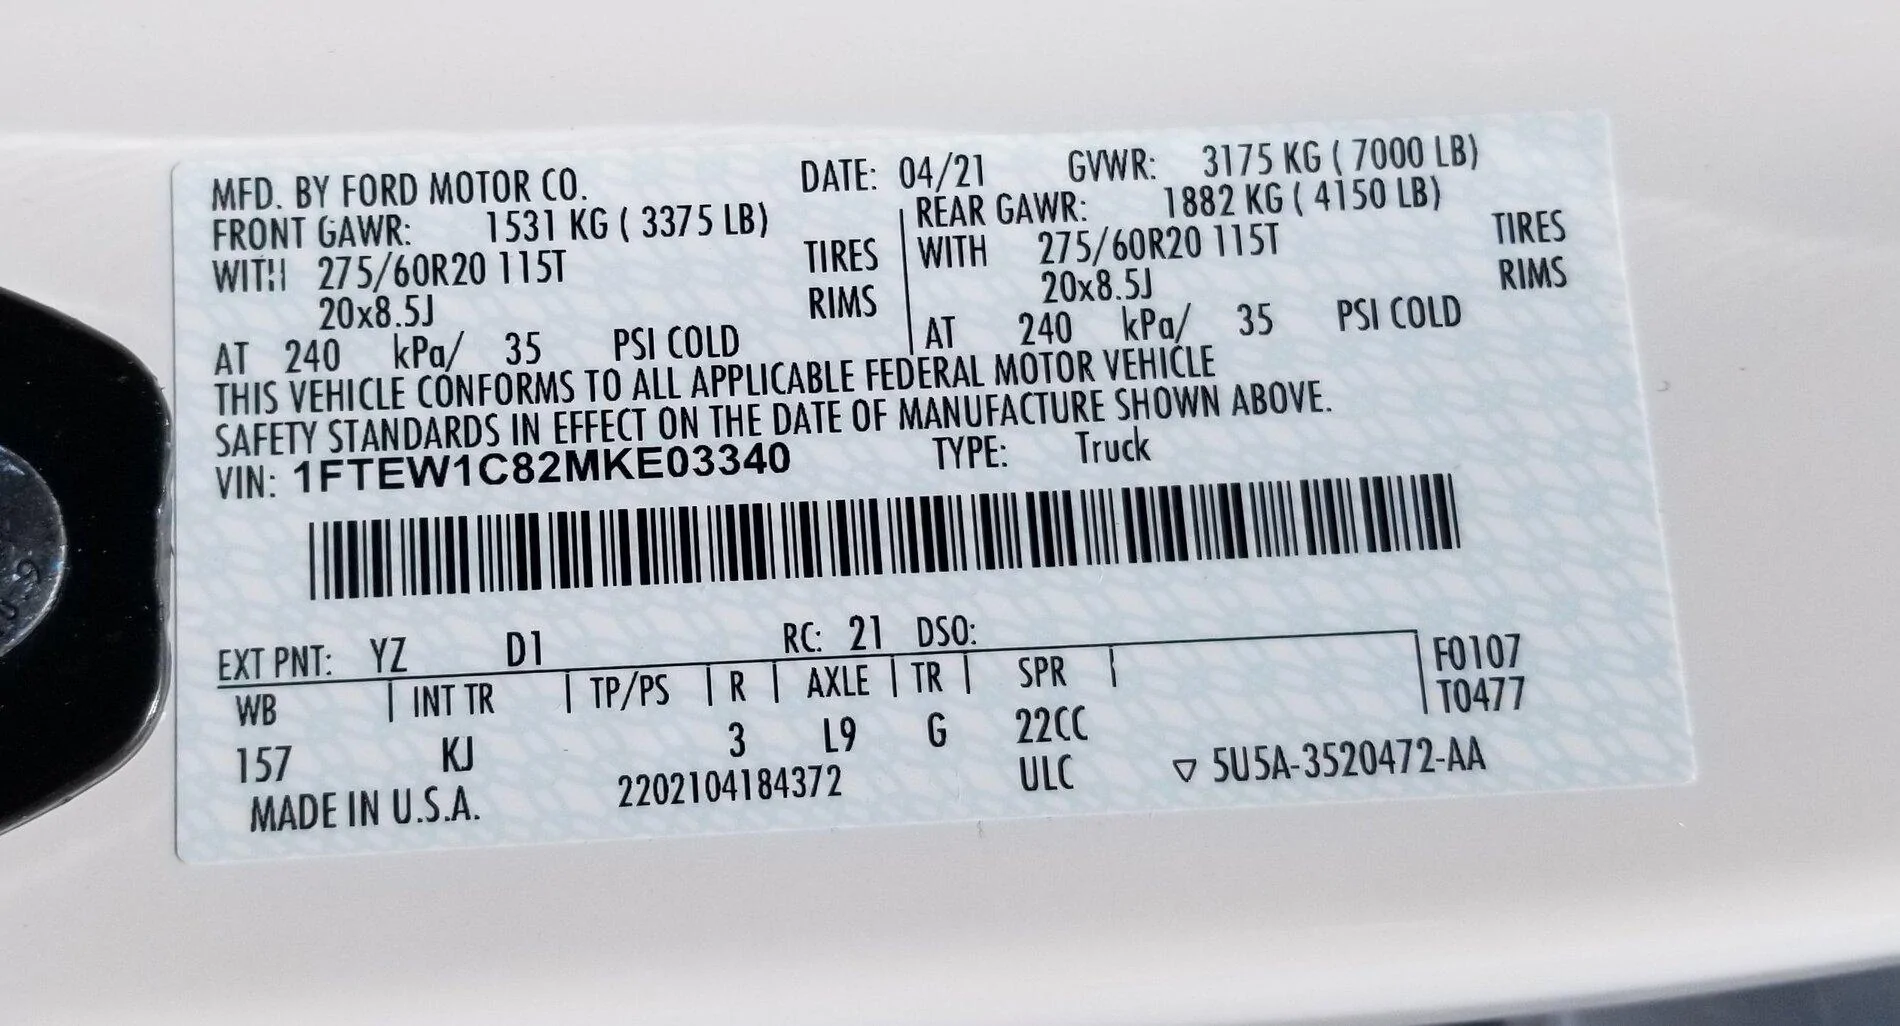 MFD. BY FORD MOTOR CO. DATE: 04/21 GVWR: 3175 KG ( 7000 LB)
FRONT GAWR: 1531 KG ( 3375 LB) REAR GAWR: 1882 KG ( 4150 LB)
WITH 275/60R20 115T TIRES WITH 275/60R20 115T TIRES
20x8.5J RIMS 20x8.5J RIMS
AT 240 kPa/ 35 PSI COLD AT 240 kPa/ 35 PSI COLD
THIS VEHICLE CONFORMS TO ALL APPLICABLE FEDERAL MOTOR VEHICLE
SAFETY STANDARDS IN EFFECT ON THE DATE OF MANUFACTURE SHOWN ABOVE.
VIN: 1FTEW1C82MKE03340 TYPE: Truck
EXT PNT: YZ D1 RC: 21 DSO:
WB INT TR TP/PS R AXLE TR SPR F0107
T0477
157 KJ 3 L9 G 22CC
MADE IN U.S.A. 2202104184372 ULC ▽ 5U5A-3520472-AA